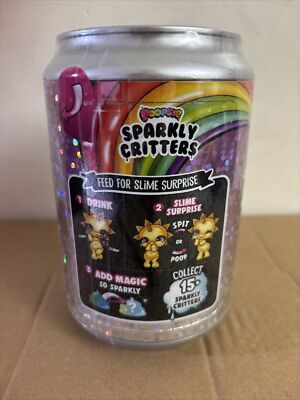 POOPSIE
SPARKLY
CRITTERS
FEED FOR SLIME SURPRISE
1 DRINK
2 SLIME
SURPRISE
SPIT
OR
POOP
3 ADD MAGIC
SO SPARKLY
COLLECT
15+
SPARKLY
CRITTERS